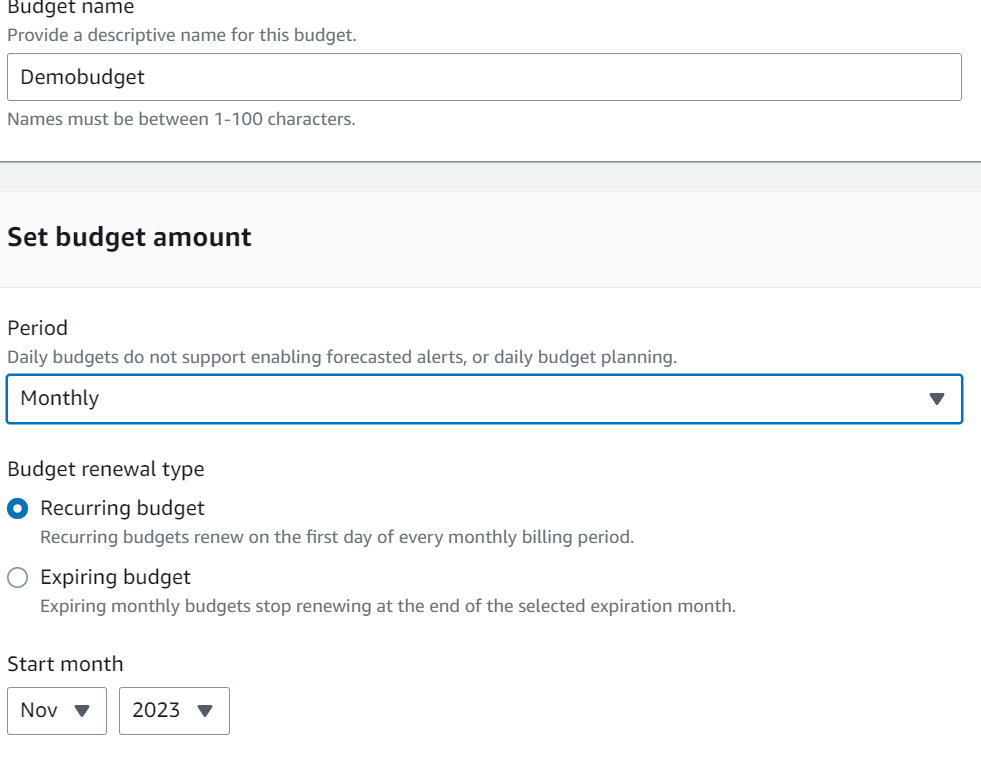 Budget name
Provide a descriptive name for this budget.
Demobudget
Names must be between 1-100 characters.
Set budget amount
Period
Daily budgets do not support enabling forecasted alerts, or daily budget planning.
Monthly
Budget renewal type
Recurring budget
Recurring budgets renew on the first day of every monthly billing period.
Expiring budget
Expiring monthly budgets stop renewing at the end of the selected expiration month.
Start month
Nov 2023